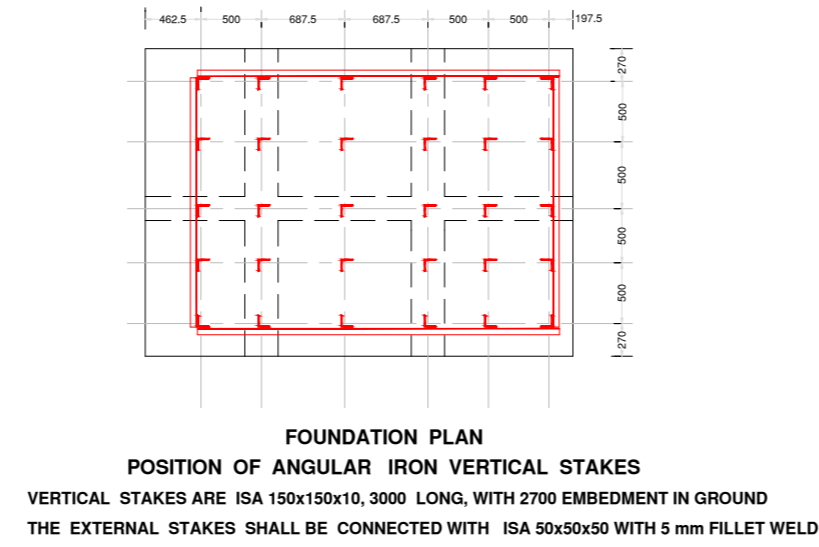 462.5 500 687.5 687.5 500 500 197.5
270
500
500
500
500
270
FOUNDATION PLAN
POSITION OF ANGULAR IRON VERTICAL STAKES
VERTICAL STAKES ARE ISA 150x150x10, 3000 LONG, WITH 2700 EMBEDMENT IN GROUND
THE EXTERNAL STAKES SHALL BE CONNECTED WITH ISA 50x50x50 WITH 5 mm FILLET WELD